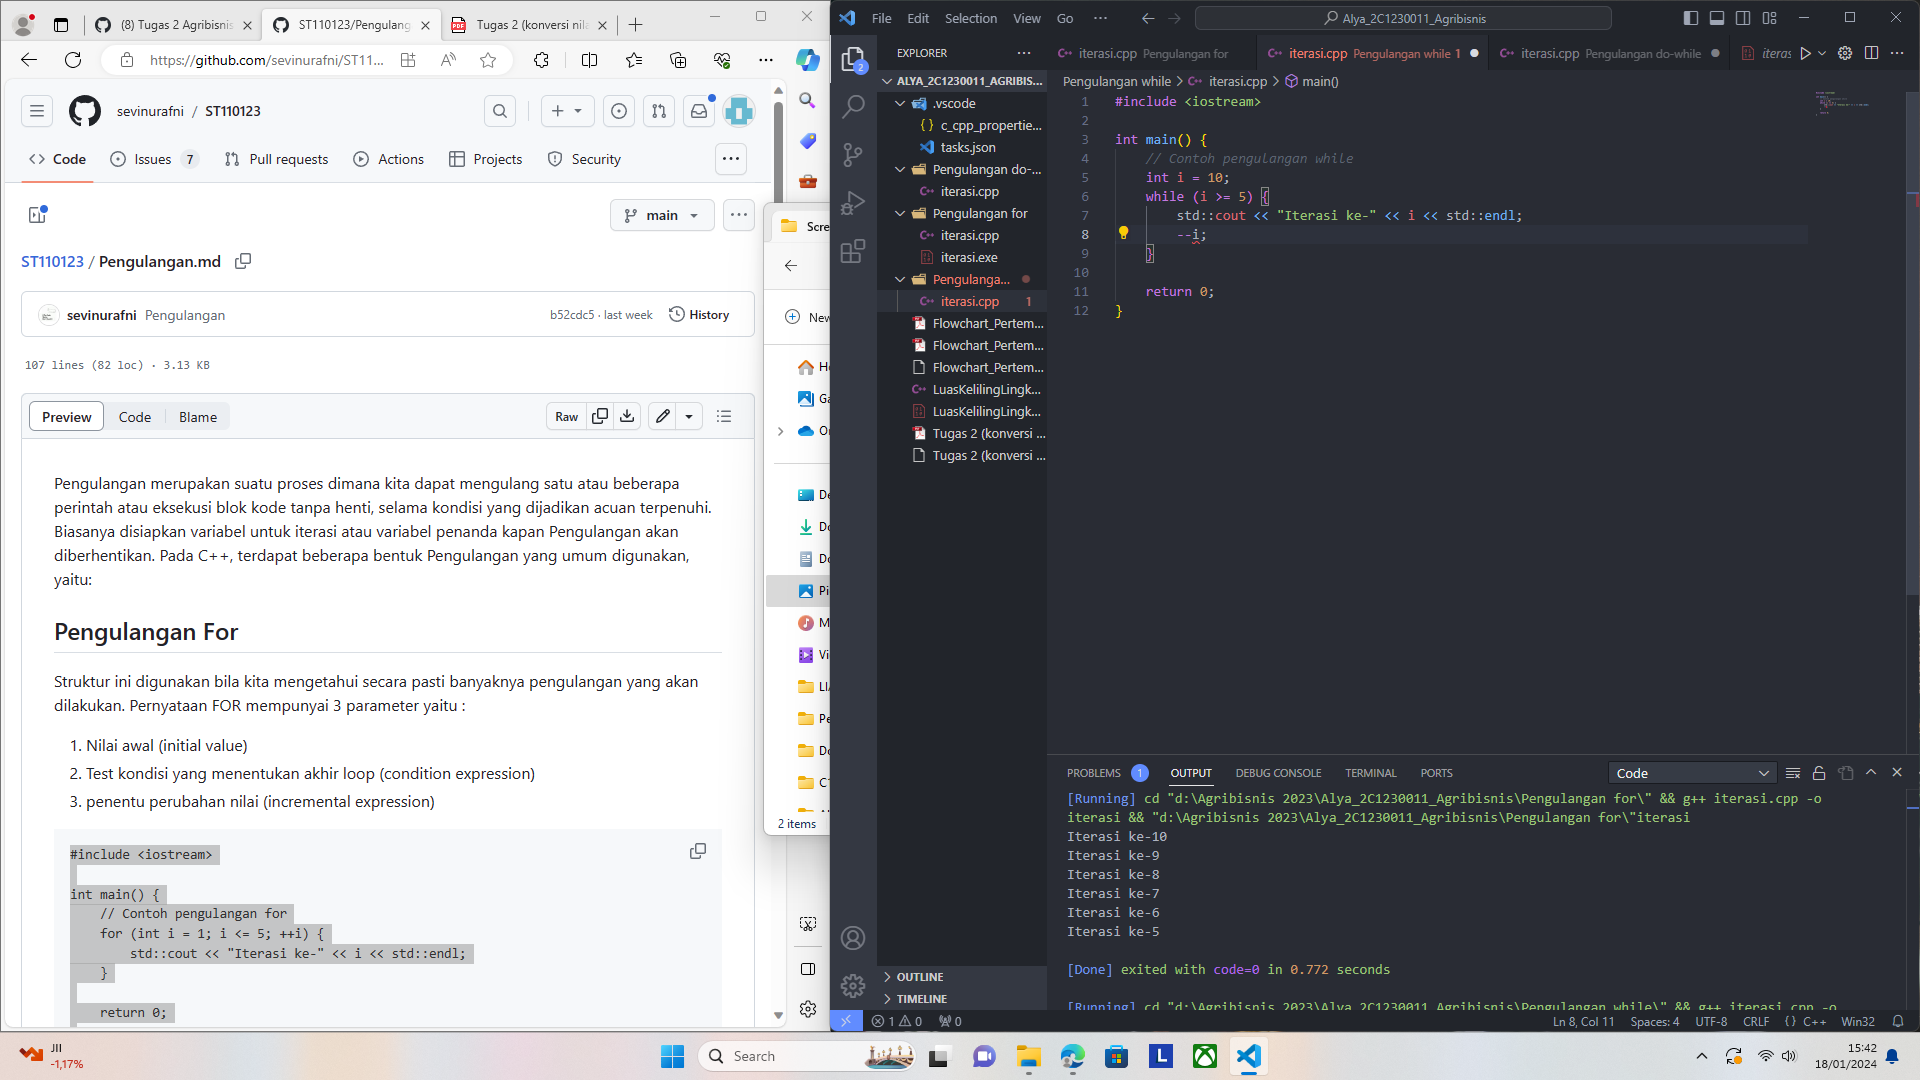 (8) Tugas 2 Agribisnis
ST110123/Pengulang
Tugas 2 (konversi nila
https://github.com/sevinurafni/ST11...
sevinurafni / ST110123
Code
Issues 7
Pull requests
Actions
Projects
Security
main
ST110123 / Pengulangan.md
sevinurafni Pengulangan
b52cdc5 · last week
History
107 lines (82 loc) · 3.13 KB
Preview
Code
Blame
Raw
Pengulangan merupakan suatu proses dimana kita dapat mengulang satu atau beberapa
perintah atau eksekusi blok kode tanpa henti, selama kondisi yang dijadikan acuan terpenuhi.
Biasanya disiapkan variabel untuk iterasi atau variabel penanda kapan Pengulangan akan
diberhentikan. Pada C++, terdapat beberapa bentuk Pengulangan yang umum digunakan,
yaitu:
Pengulangan For
Struktur ini digunakan bila kita mengetahui secara pasti banyaknya pengulangan yang akan
dilakukan. Pernyataan FOR mempunyai 3 parameter yaitu :
1. Nilai awal (initial value)
2. Test kondisi yang menentukan akhir loop (condition expression)
3. penentu perubahan nilai (incremental expression)
#include <iostream>
int main() {
// Contoh pengulangan for
for (int i = 1; i <= 5; ++i) {
std::cout << "Iterasi ke-" << i << std::endl;
}
return 0;
Scre
New
2 items
File
Edit
Selection
View
Go
Alya_2C1230011_Agribisnis
EXPLORER
2
ALYA_2C1230011_AGRIBIS...
.vscode
c_cpp_propertie...
tasks.json
Pengulangan do-...
iterasi.cpp
Pengulangan for
iterasi.cpp
iterasi.exe
Pengulanga...
iterasi.cpp 1
Flowchart_Pertem...
Flowchart_Pertem...
Flowchart_Pertem...
LuasKelilingLingk...
LuasKelilingLingk...
Tugas 2 (konversi ...
Tugas 2 (konversi ...
OUTLINE
TIMELINE
iterasi.cpp Pengulangan for
iterasi.cpp Pengulangan while 1
iterasi.cpp Pengulangan do-while
iteras
Pengulangan while > iterasi.cpp > main()
1 #include <iostream>
2
3 int main() {
4 // Contoh pengulangan while
5 int i = 10;
6 while (i >= 5) {
7 std::cout << "Iterasi ke-" << i << std::endl;
8 --i;
9 }
10
11 return 0;
12 }
PROBLEMS 1
OUTPUT
DEBUG CONSOLE
TERMINAL
PORTS
Code
[Running] cd "d:\Agribisnis 2023\Alya_2C1230011_Agribisnis\Pengulangan for\" && g++ iterasi.cpp -o
iterasi && "d:\Agribisnis 2023\Alya_2C1230011_Agribisnis\Pengulangan for\"iterasi
Iterasi ke-10
Iterasi ke-9
Iterasi ke-8
Iterasi ke-7
Iterasi ke-6
Iterasi ke-5
[Done] exited with code=0 in 0.772 seconds
[Running] cd "d:\Agribisnis 2023\Alya_2C1230011_Agribisnis\Pengulangan while\" && g++ iterasi.cpp -o
1 0
0
Ln 8, Col 11
Spaces: 4
UTF-8
CRLF
{ } C++
Win32
JII
-1,17%
Search
15:42
18/01/2024